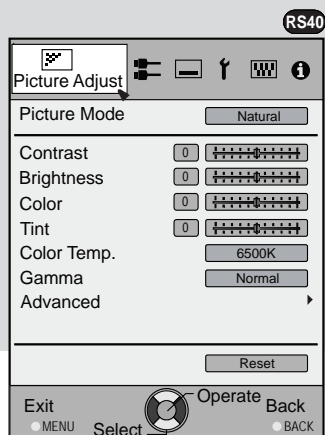 RS40
Picture Adjust
Picture Mode Natural
Contrast 0
Brightness 0
Color 0
Tint 0
Color Temp. 6500K
Gamma Normal
Advanced
Reset
Exit Operate Back
MENU Select BACK